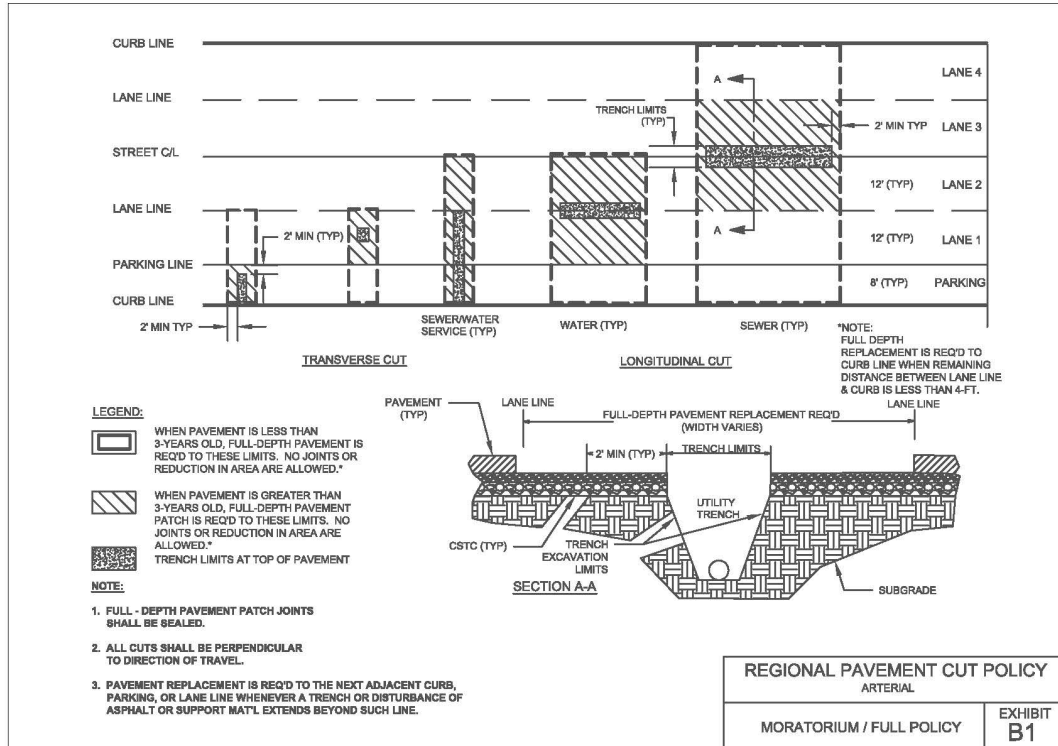 CURB LINE
LANE LINE
STREET C/L
LANE LINE
PARKING LINE
CURB LINE
A
A
TRENCH LIMITS
(TYP)
2' MIN TYP
LANE 4
LANE 3
12' (TYP)
LANE 2
12' (TYP)
LANE 1
8' (TYP)
PARKING
2' MIN (TYP)
2' MIN TYP
SEWER/WATER
SERVICE (TYP)
WATER (TYP)
SEWER (TYP)
TRANSVERSE CUT
LONGITUDINAL CUT
*NOTE:
FULL DEPTH
REPLACEMENT IS REQ'D TO
CURB LINE WHEN REMAINING
DISTANCE BETWEEN LANE LINE
& CURB IS LESS THAN 4-FT.
LEGEND:
WHEN PAVEMENT IS LESS THAN
3-YEARS OLD, FULL-DEPTH PAVEMENT IS
REQ'D TO THESE LIMITS. NO JOINTS OR
REDUCTION IN AREA ARE ALLOWED.*
WHEN PAVEMENT IS GREATER THAN
3-YEARS OLD, FULL-DEPTH PAVEMENT
PATCH IS REQ'D TO THESE LIMITS. NO
JOINTS OR REDUCTION IN AREA ARE
ALLOWED.*
TRENCH LIMITS AT TOP OF PAVEMENT
NOTE:
1. FULL - DEPTH PAVEMENT PATCH JOINTS
SHALL BE SEALED.
2. ALL CUTS SHALL BE PERPENDICULAR
TO DIRECTION OF TRAVEL.
3. PAVEMENT REPLACEMENT IS REQ'D TO THE NEXT ADJACENT CURB,
PARKING, OR LANE LINE WHENEVER A TRENCH OR DISTURBANCE OF
ASPHALT OR SUPPORT MAT'L EXTENDS BEYOND SUCH LINE.
PAVEMENT
(TYP)
LANE LINE
FULL-DEPTH PAVEMENT REPLACEMENT REQ'D
(WIDTH VARIES)
LANE LINE
2' MIN (TYP)
TRENCH LIMITS
UTILITY
TRENCH
CSTC (TYP)
TRENCH
EXCAVATION
LIMITS
SECTION A-A
SUBGRADE
REGIONAL PAVEMENT CUT POLICY
ARTERIAL
MORATORIUM / FULL POLICY
EXHIBIT
B1